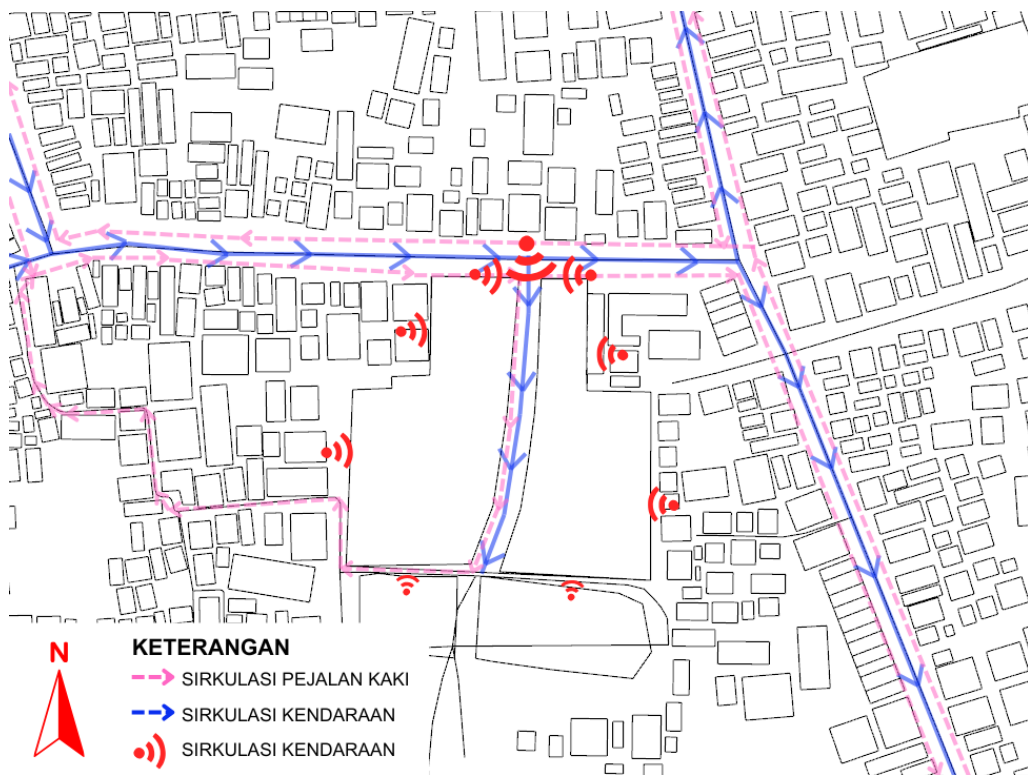 KETERANGAN
N
SIRKULASI PEJALAN KAKI
SIRKULASI KENDARAAN
SIRKULASI KENDARAAN